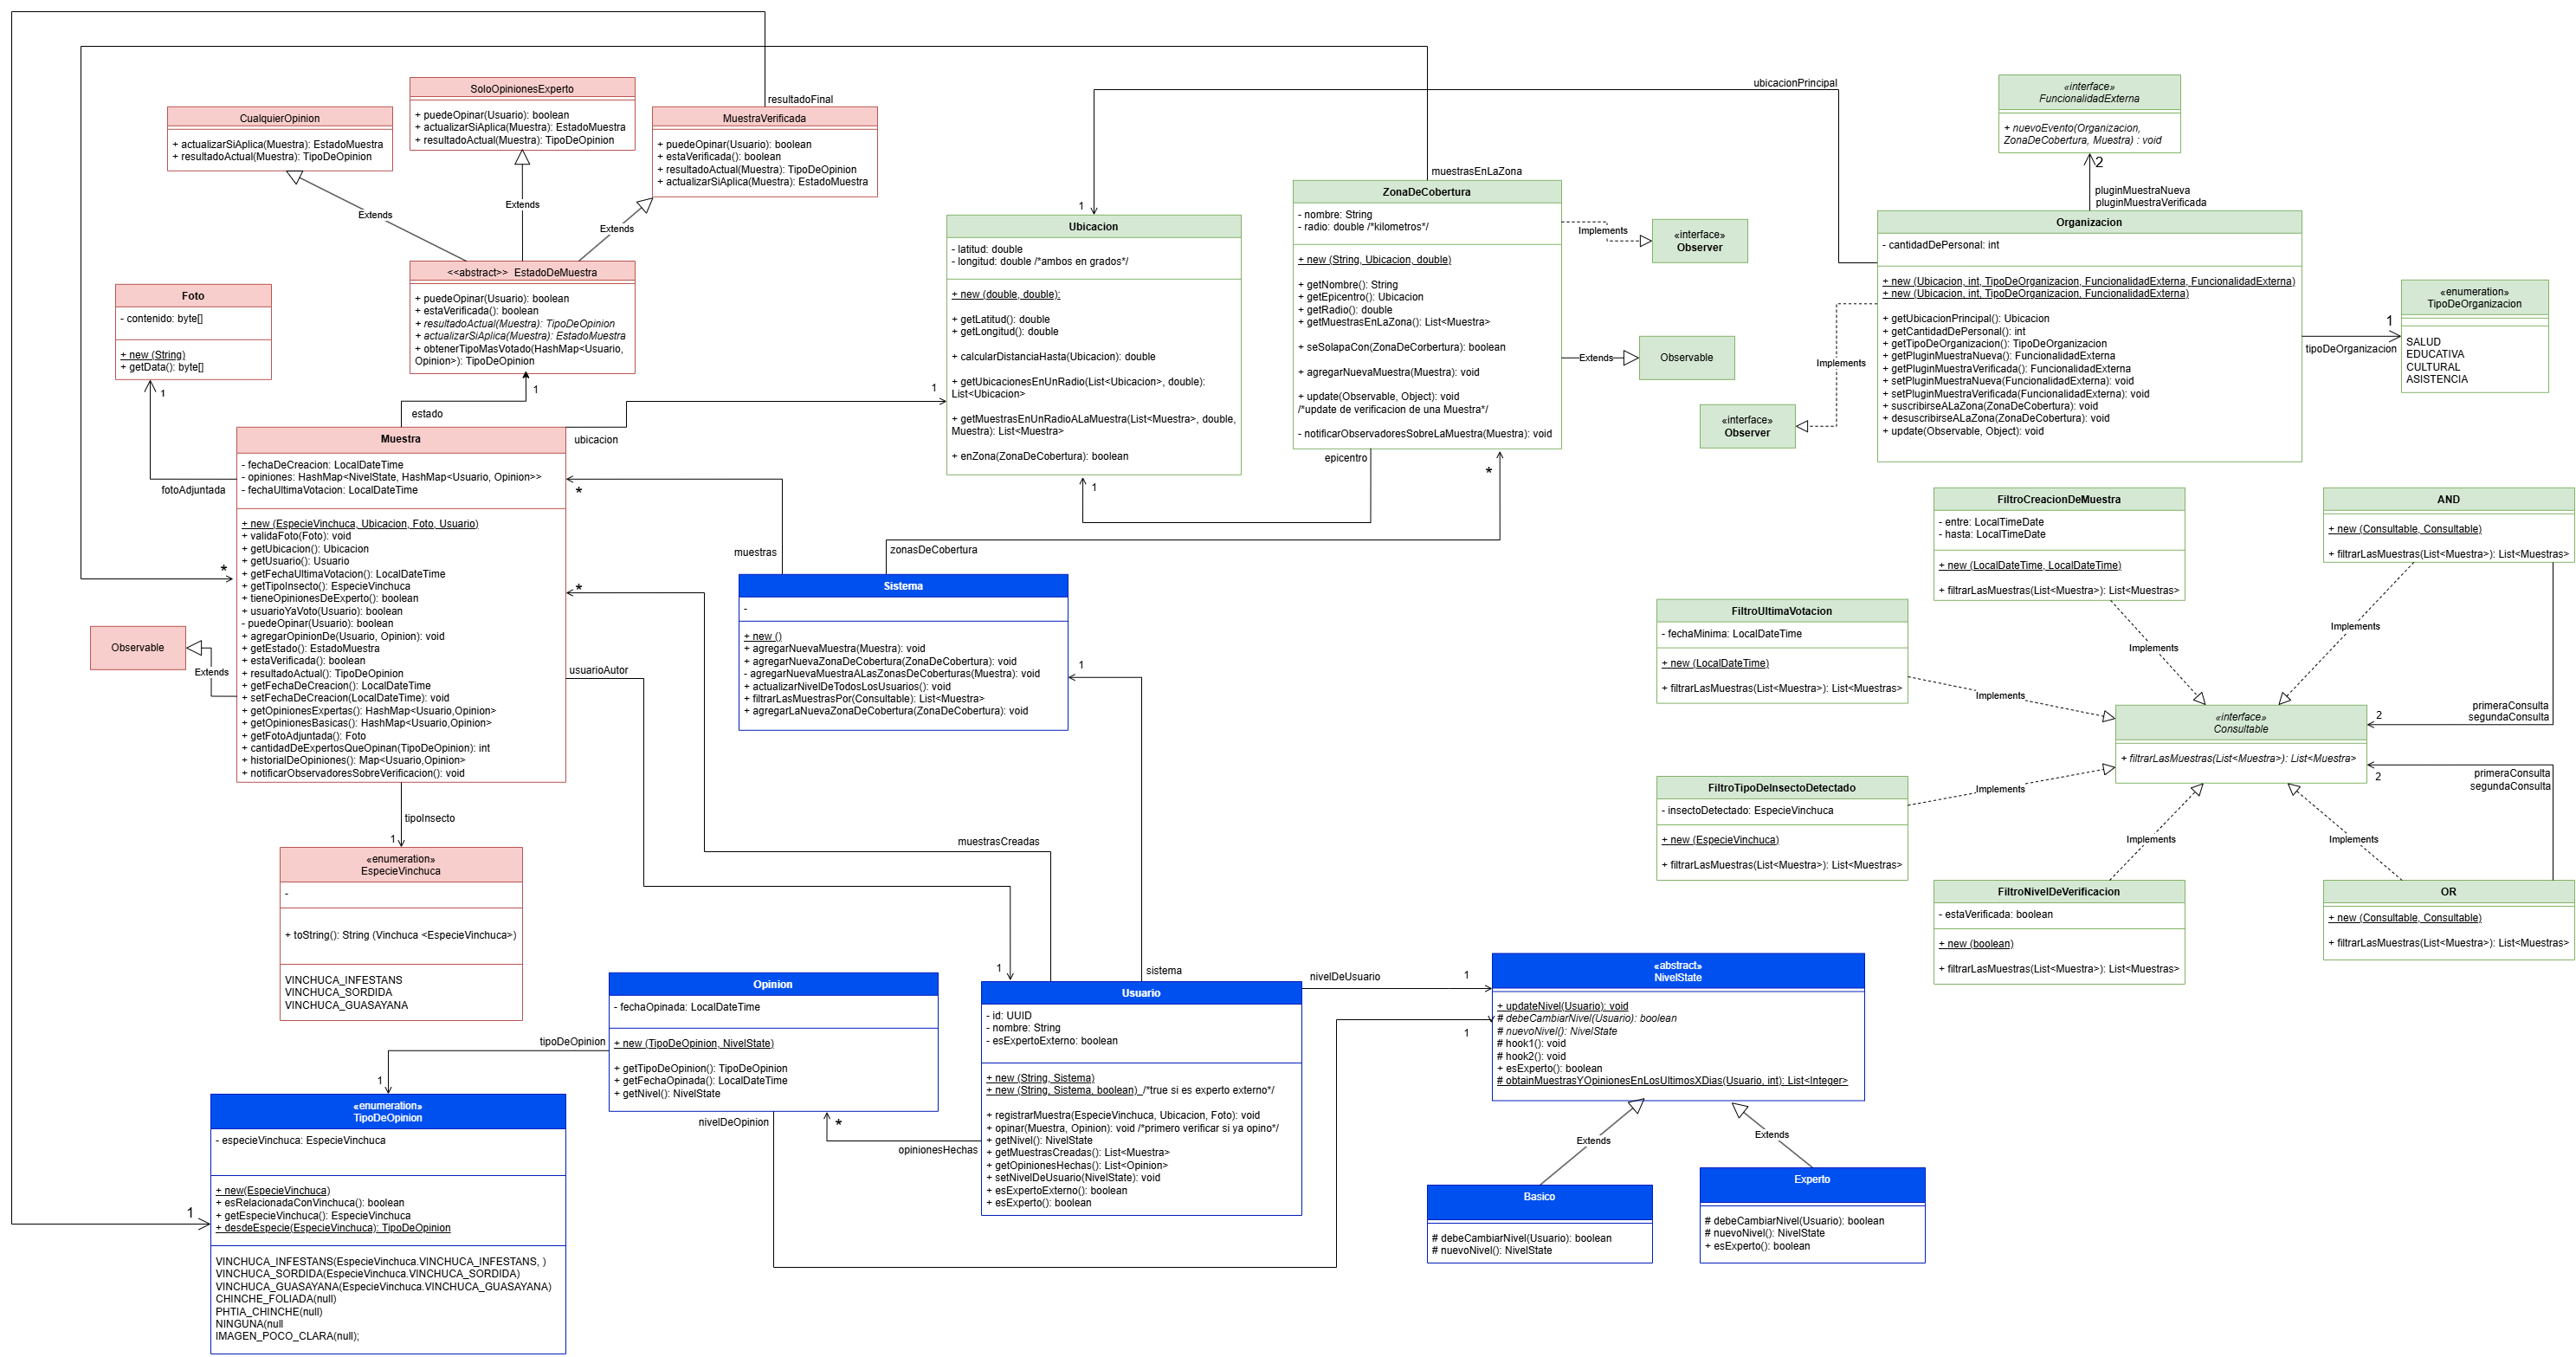 resultadoFinal
CualquierOpinion
+ actualizarSiAplica(Muestra): EstadoMuestra
+ resultadoActual(Muestra): TipoDeOpinion
SoloOpinionesExperto
+ puedeOpinar(Usuario): boolean
+ actualizarSiAplica(Muestra): EstadoMuestra
+ resultadoActual(Muestra): TipoDeOpinion
MuestraVerificada
+ puedeOpinar(Usuario): boolean
+ estaVerificada(): boolean
+ resultadoActual(Muestra): TipoDeOpinion
+ actualizarSiAplica(Muestra): EstadoMuestra
Extends
Extends
Extends
<<abstract>> EstadoDeMuestra
+ puedeOpinar(Usuario): boolean
+ estaVerificada(): boolean
+ resultadoActual(Muestra): TipoDeOpinion
+ actualizarSiAplica(Muestra): EstadoMuestra
+ obtenerTipoMasVotado(HashMap<Usuario,
Opinion>): TipoDeOpinion
Foto
- contenido: byte[]
+ new (String)
+ getData(): byte[]
1
fotoAdjuntada
1
estado
Muestra
- fechaDeCreacion: LocalDateTime
- opiniones: HashMap<NivelState, HashMap<Usuario, Opinion>>
- fechaUltimaVotacion: LocalDateTime
+ new (EspecieVinchuca, Ubicacion, Foto, Usuario)
+ validaFoto(Foto): void
+ getUbicacion(): Ubicacion
+ getUsuario(): Usuario
+ getFechaUltimaVotacion(): LocalDateTime
+ getTipoInsecto(): EspecieVinchuca
+ tieneOpinionesDeExperto(): boolean
+ usuarioYaVoto(Usuario): boolean
- puedeOpinar(Usuario): boolean
+ agregarOpinionDe(Usuario, Opinion): void
+ getEstado(): EstadoMuestra
+ estaVerificada(): boolean
+ resultadoActual(): TipoDeOpinion
+ getFechaDeCreacion(): LocalDateTime
+ setFechaDeCreacion(LocalDateTime): void
+ getOpinionesExpertas(): HashMap<Usuario,Opinion>
+ getOpinionesBasicas(): HashMap<Usuario,Opinion>
+ getFotoAdjuntada(): Foto
+ cantidadDeExpertosQueOpinan(TipoDeOpinion): int
+ historialDeOpiniones(): Map<Usuario,Opinion>
+ notificarObservadoresSobreVerificacion(): void
*
Observable
Extends
tipoInsecto
1
«enumeration»
EspecieVinchuca
-
+ toString(): String (Vinchuca <EspecieVinchuca>)
VINCHUCA_INFESTANS
VINCHUCA_SORDIDA
VINCHUCA_GUASAYANA
ubicacion
1
1
ubicacionPrincipal
Ubicacion
- latitud: double
- longitud: double /*ambos en grados*/
+ new (double, double):
+ getLatitud(): double
+ getLongitud(): double
+ calcularDistanciaHasta(Ubicacion): double
+ getUbicacionesEnUnRadio(List<Ubicacion>, double):
List<Ubicacion>
+ getMuestrasEnUnRadioALaMuestra(List<Muestra>, double,
Muestra): List<Muestra>
+ enZona(ZonaDeCobertura): boolean
1
muestrasEnLaZona
ZonaDeCobertura
- nombre: String
- radio: double /*kilometros*/
+ new (String, Ubicacion, double)
+ getNombre(): String
+ getEpicentro(): Ubicacion
+ getRadio(): double
+ getMuestrasEnLaZona(): List<Muestra>
+ seSolapaCon(ZonaDeCorbertura): boolean
+ agregarNuevaMuestra(Muestra): void
+ update(Observable, Object): void
/*update de verificacion de una Muestra*/
- notificarObservadoresSobreLaMuestra(Muestra): void
epicentro
*
Implements
«interface»
Observer
Extends
Observable
«interface»
Observer
Implements
«interface»
FuncionalidadExterna
+ nuevoEvento(Organizacion,
ZonaDeCobertura, Muestra) : void
2
pluginMuestraNueva
pluginMuestraVerificada
Organizacion
- cantidadDePersonal: int
+ new (Ubicacion, int, TipoDeOrganizacion, FuncionalidadExterna, FuncionalidadExterna)
+ new (Ubicacion, int, TipoDeOrganizacion, FuncionalidadExterna)
+ getUbicacionPrincipal(): Ubicacion
+ getCantidadDePersonal(): int
+ getTipoDeOrganizacion(): TipoDeOrganizacion
+ getPluginMuestraNueva(): FuncionalidadExterna
+ getPluginMuestraVerificada(): FuncionalidadExterna
+ setPluginMuestraNueva(FuncionalidadExterna): void
+ setPluginMuestraVerificada(FuncionalidadExterna): void
+ suscribirseALaZona(ZonaDeCobertura): void
+ desuscribirseALaZona(ZonaDeCobertura): void
+ update(Observable, Object): void
1
tipoDeOrganizacion
«enumeration»
TipoDeOrganizacion
SALUD
EDUCATIVA
CULTURAL
ASISTENCIA
*
muestras
zonasDeCobertura
*
Sistema
-
+ new ()
+ agregarNuevaMuestra(Muestra): void
+ agregarNuevaZonaDeCobertura(ZonaDeCobertura): void
- agregarNuevaMuestraALasZonasDeCoberturas(Muestra): void
+ actualizarNivelDeTodosLosUsuarios(): void
+ filtrarLasMuestrasPor(Consultable): List<Muestra>
+ agregarLaNuevaZonaDeCobertura(ZonaDeCobertura): void
usuarioAutor
1
muestrasCreadas
1
sistema
FiltroCreacionDeMuestra
- entre: LocalTimeDate
- hasta: LocalTimeDate
+ new (LocalDateTime, LocalDateTime)
+ filtrarLasMuestras(List<Muestra>): List<Muestras>
AND
+ new (Consultable, Consultable)
+ filtrarLasMuestras(List<Muestra>): List<Muestras>
FiltroUltimaVotacion
- fechaMinima: LocalDateTime
+ new (LocalDateTime)
+ filtrarLasMuestras(List<Muestra>): List<Muestras>
Implements
Implements
Implements
«interface»
Consultable
+ filtrarLasMuestras(List<Muestra>): List<Muestra>
2
primeraConsulta
segundaConsulta
2
primeraConsulta
segundaConsulta
FiltroTipoDeInsectoDetectado
- insectoDetectado: EspecieVinchuca
+ new (EspecieVinchuca)
+ filtrarLasMuestras(List<Muestra>): List<Muestras>
Implements
Implements
Implements
FiltroNivelDeVerificacion
- estaVerificada: boolean
+ new (boolean)
+ filtrarLasMuestras(List<Muestra>): List<Muestras>
OR
+ new (Consultable, Consultable)
+ filtrarLasMuestras(List<Muestra>): List<Muestras>
Opinion
- fechaOpinada: LocalDateTime
+ new (TipoDeOpinion, NivelState)
+ getTipoDeOpinion(): TipoDeOpinion
+ getFechaOpinada(): LocalDateTime
+ getNivel(): NivelState
tipoDeOpinion
1
nivelDeOpinion
*
opinionesHechas
Usuario
- id: UUID
- nombre: String
- esExpertoExterno: boolean
+ new (String, Sistema)
+ new (String, Sistema, boolean) /*true si es experto externo*/
+ registrarMuestra(EspecieVinchuca, Ubicacion, Foto): void
+ opinar(Muestra, Opinion): void /*primero verificar si ya opino*/
+ getNivel(): NivelState
+ getMuestrasCreadas(): List<Muestra>
+ getOpinionesHechas(): List<Opinion>
+ setNivelDeUsuario(NivelState): void
+ esExpertoExterno(): boolean
+ esExperto(): boolean
nivelDeUsuario
1
1
«abstract»
NivelState
+ updateNivel(Usuario): void
# debeCambiarNivel(Usuario): boolean
# nuevoNivel(): NivelState
# hook1(): void
# hook2(): void
+ esExperto(): boolean
# obtainMuestrasYOpinionesEnLosUltimosXDias(Usuario, int): List<Integer>
Extends
Extends
Basico
# debeCambiarNivel(Usuario): boolean
# nuevoNivel(): NivelState
Experto
# debeCambiarNivel(Usuario): boolean
# nuevoNivel(): NivelState
+ esExperto(): boolean
1
«enumeration»
TipoDeOpinion
- especieVinchuca: EspecieVinchuca
+ new(EspecieVinchuca)
+ esRelacionadaConVinchuca(): boolean
+ getEspecieVinchuca(): EspecieVinchuca
+ desdeEspecie(EspecieVinchuca): TipoDeOpinion
VINCHUCA_INFESTANS(EspecieVinchuca.VINCHUCA_INFESTANS, )
VINCHUCA_SORDIDA(EspecieVinchuca.VINCHUCA_SORDIDA)
VINCHUCA_GUASAYANA(EspecieVinchuca.VINCHUCA_GUASAYANA)
CHINCHE_FOLIADA(null)
PHTIA_CHINCHE(null)
NINGUNA(null
IMAGEN_POCO_CLARA(null);